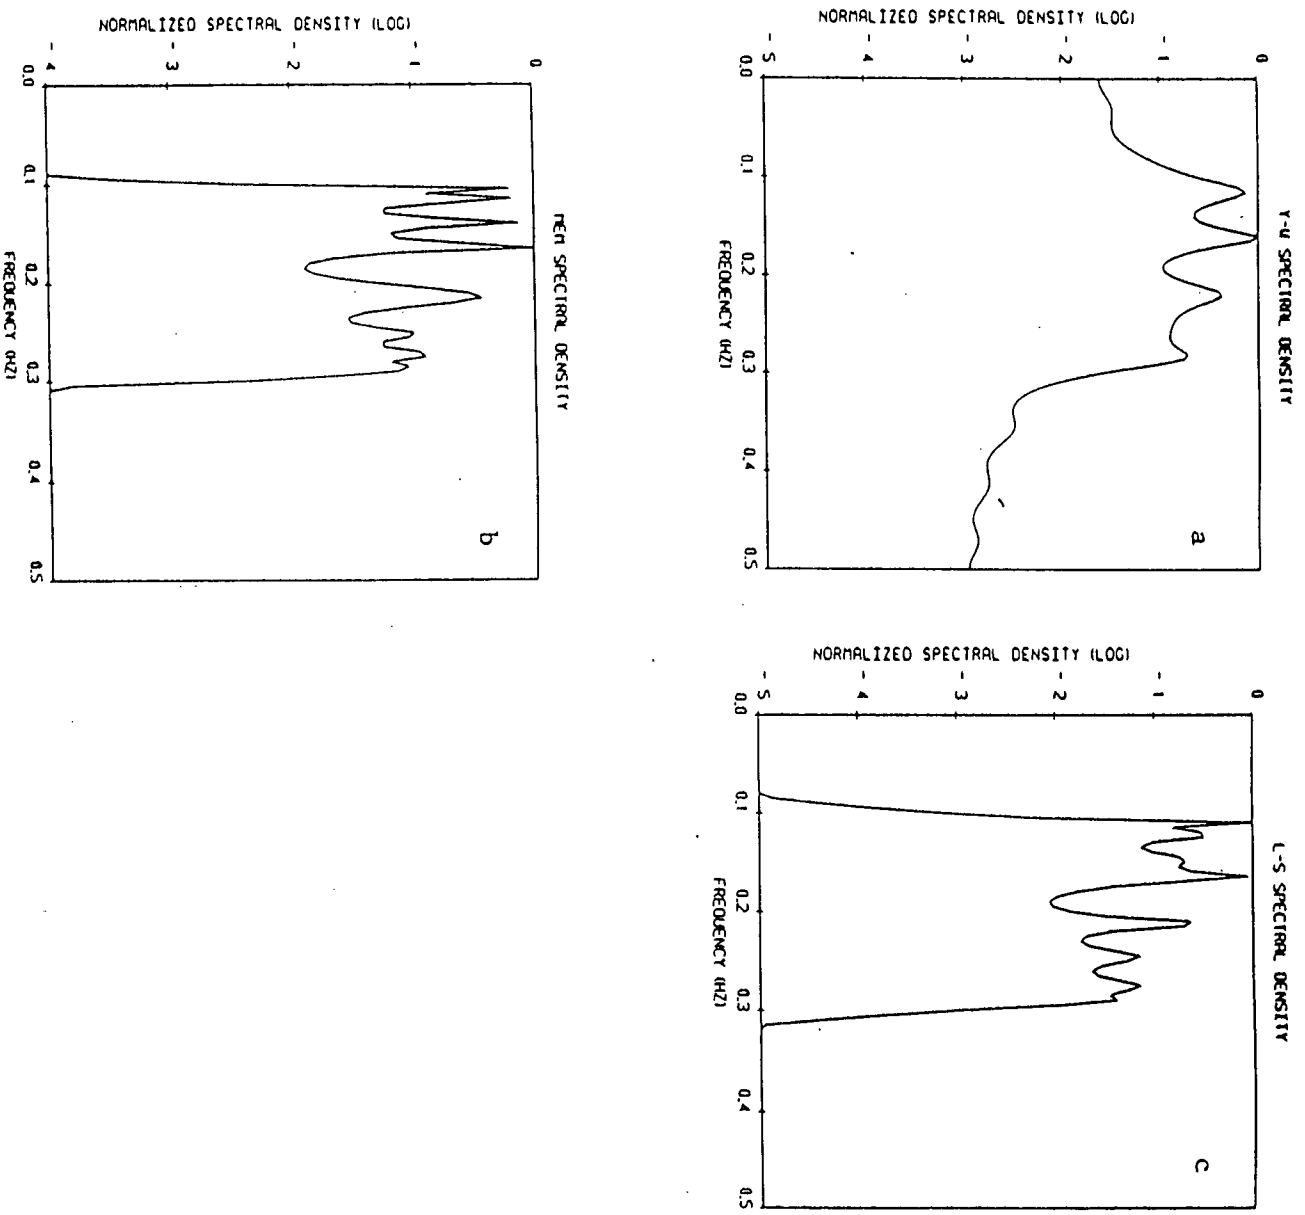 Y-W SPECTRAL DENSITY
NORMALIZED SPECTRAL DENSITY (LOG)
0
- 1
- 2
- 3
- 4
- 5
0.0
0.1
0.2
0.3
0.4
0.5
FREQUENCY (HZ)
a
MEM SPECTRAL DENSITY
NORMALIZED SPECTRAL DENSITY (LOG)
0
- 1
- 2
- 3
- 4
0.0
0.1
0.2
0.3
0.4
0.5
FREQUENCY (HZ)
b
L-S SPECTRAL DENSITY
NORMALIZED SPECTRAL DENSITY (LOG)
0
- 1
- 2
- 3
- 4
- 5
0.0
0.1
0.2
0.3
0.4
0.5
FREQUENCY (HZ)
c